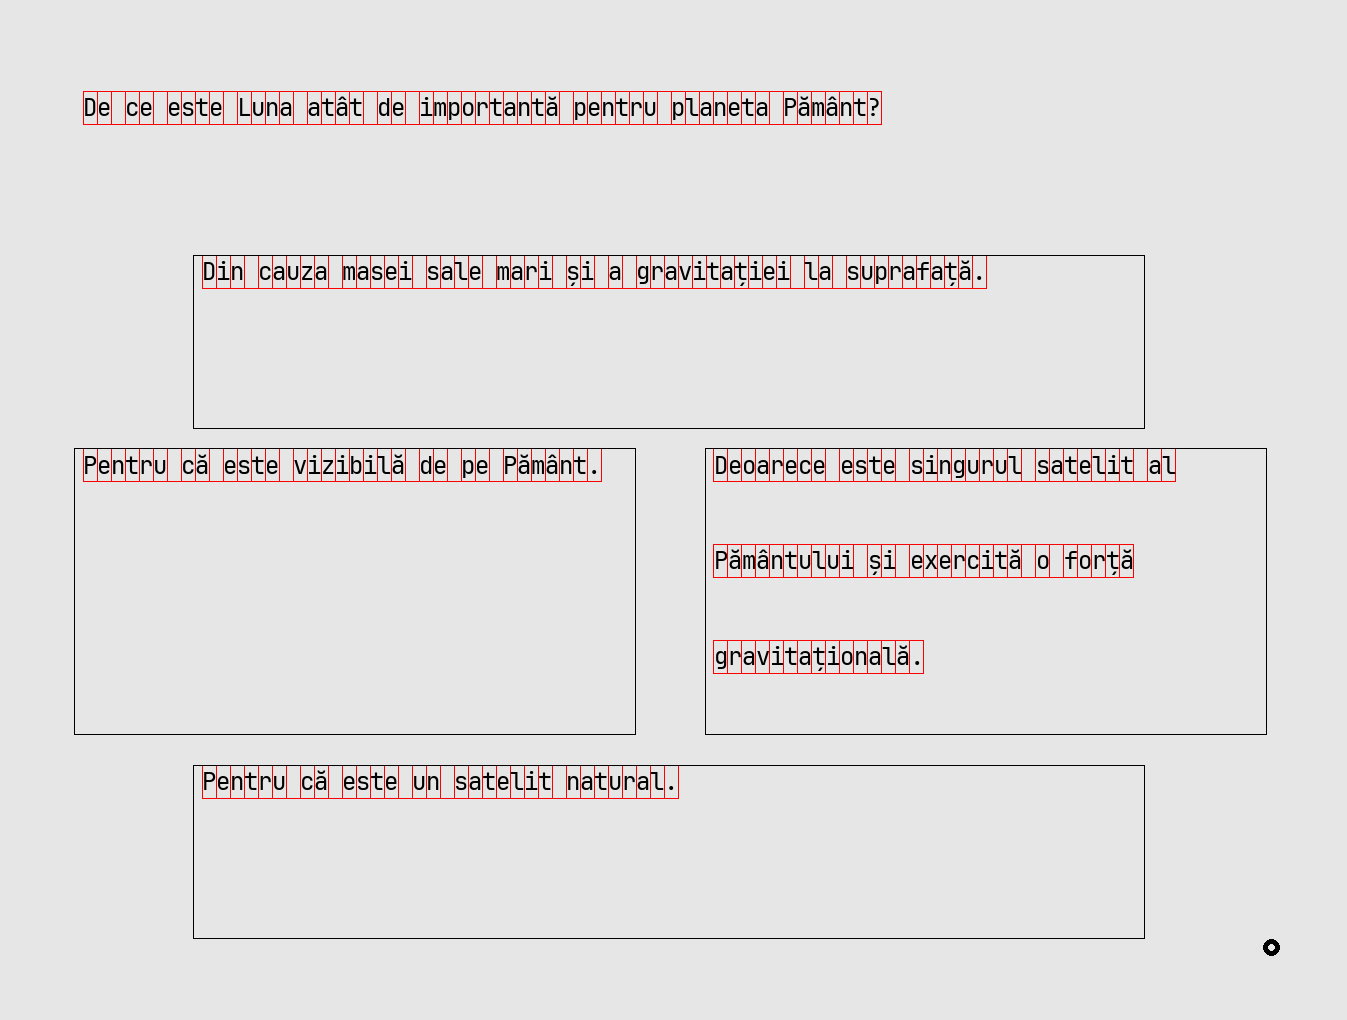 De ce este Luna atât de importantă pentru planeta Pământ?
Din cauza masei sale mari și a gravitației la suprafață.
Pentru că este vizibilă de pe Pământ.
Deoarece este singurul satelit al
Pământului și exercită o forță
gravitațională.
Pentru că este un satelit natural.